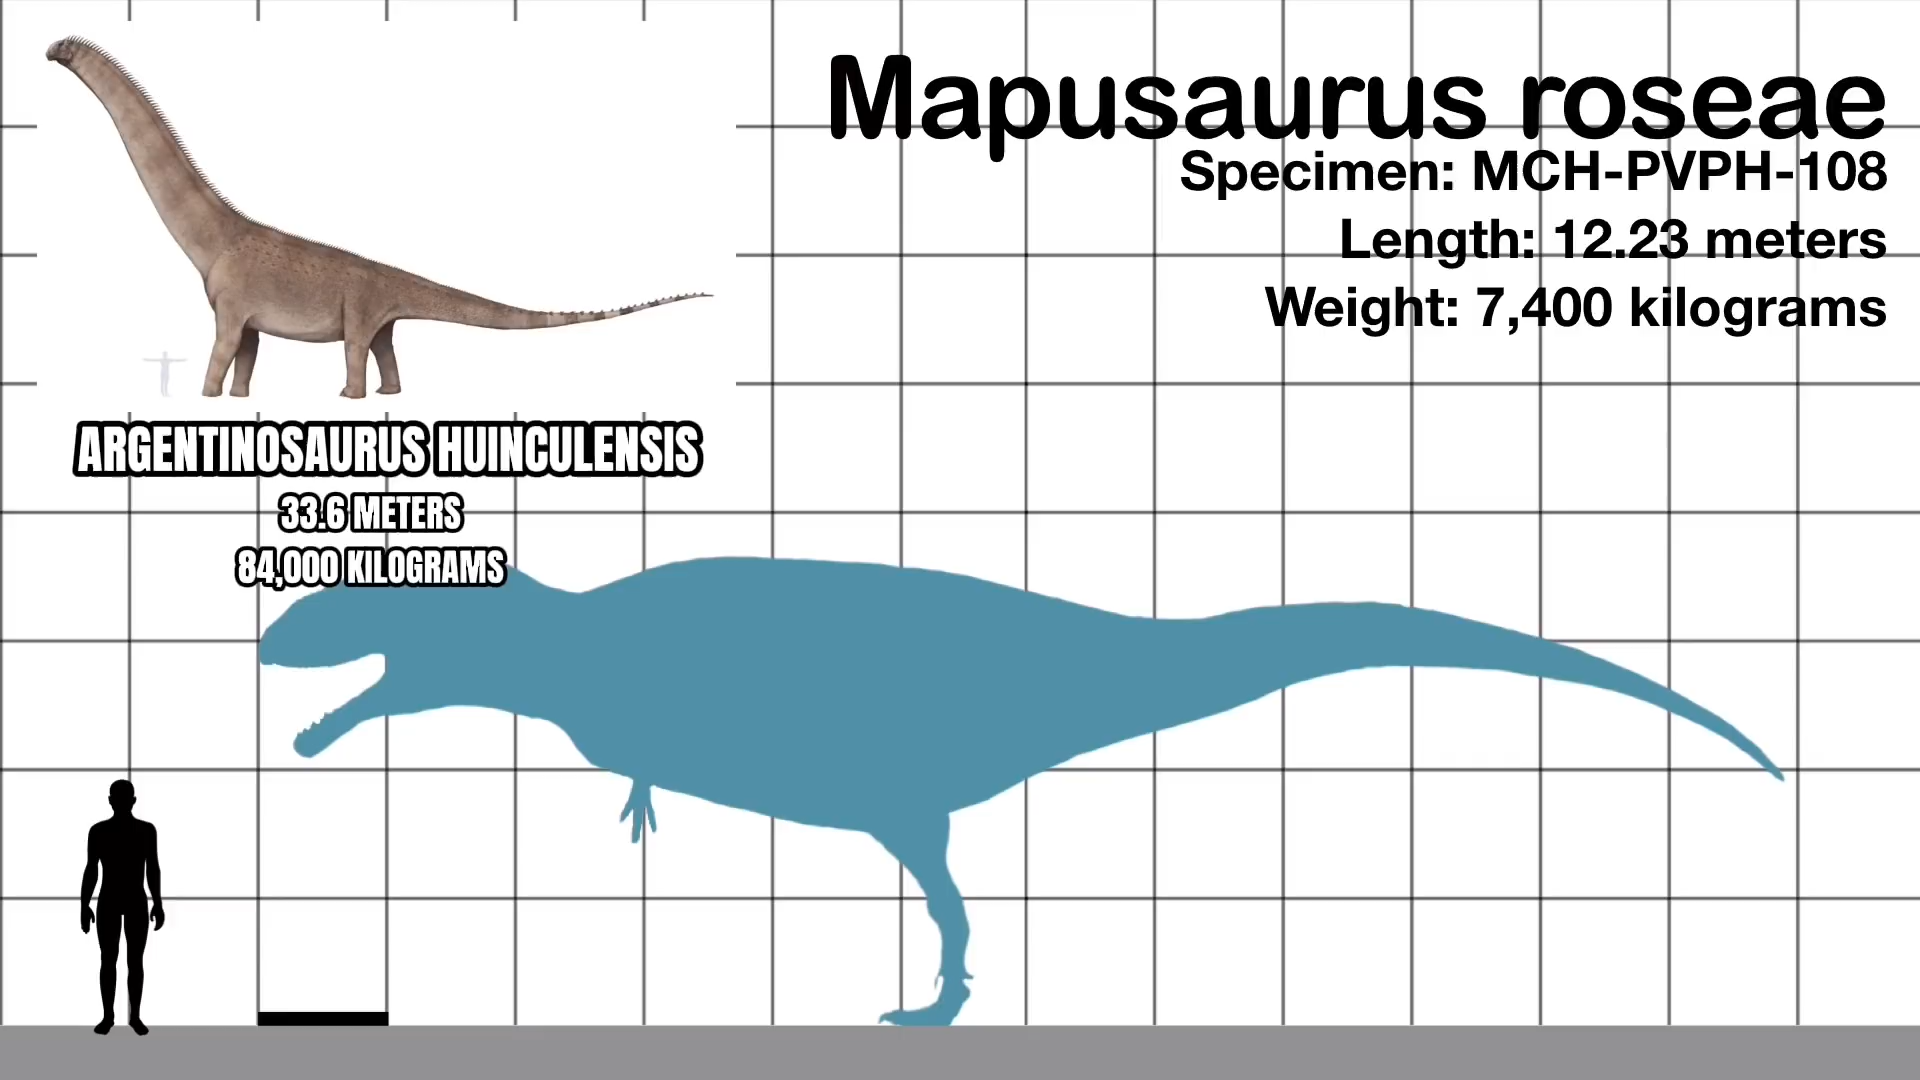 Mapusaurus roseae
Specimen: MCH-PVPH-108
Length: 12.23 meters
Weight: 7,400 kilograms
ARGENTINOSAURUS HUINCULENSIS
33.6 METERS
84,000 KILOGRAMS